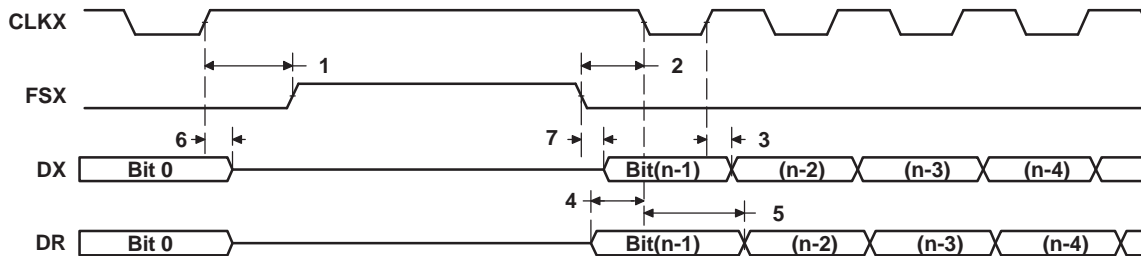 CLKX
1 2
FSX
6 7 3
DX Bit 0 Bit(n-1) (n-2) (n-3) (n-4)
4 5
DR Bit 0 Bit(n-1) (n-2) (n-3) (n-4)